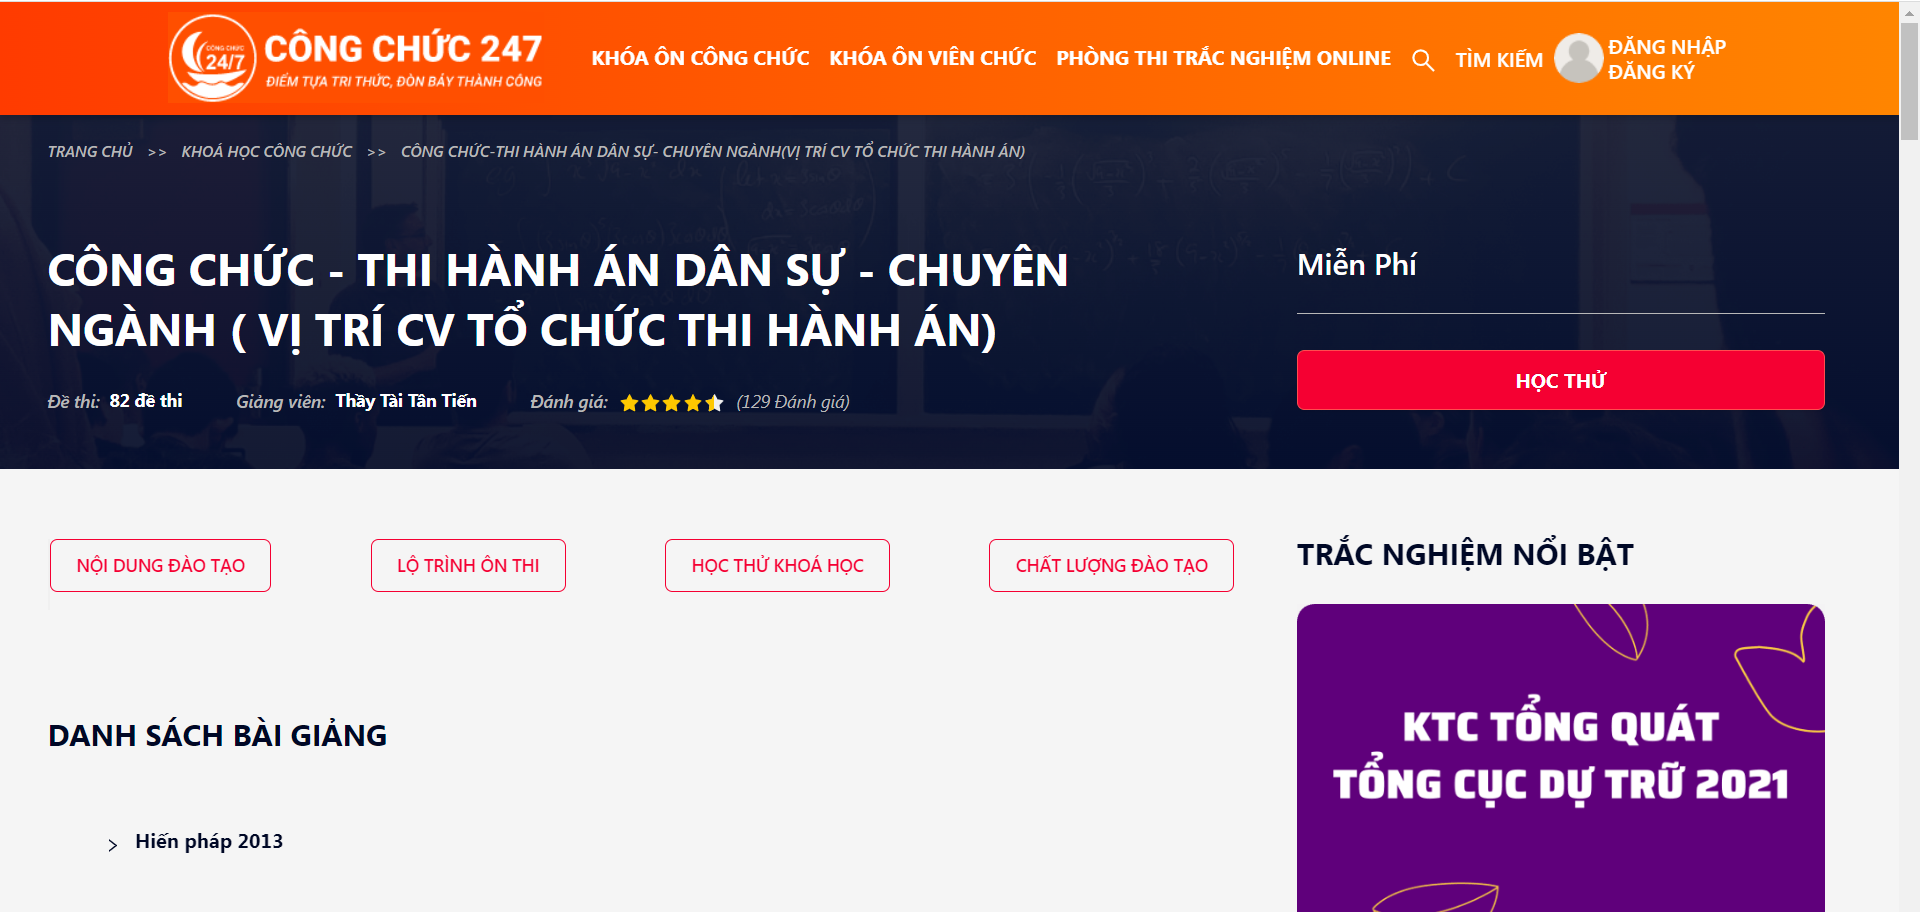 CÔNG CHỨC 24/7
CÔNG CHỨC 247
ĐIỂM TỰA TRI THỨC, ĐÒN BẨY THÀNH CÔNG
KHÓA ÔN CÔNG CHỨC
KHÓA ÔN VIÊN CHỨC
PHÒNG THI TRẮC NGHIỆM ONLINE
TÌM KIẾM
ĐĂNG NHẬP
ĐĂNG KÝ
TRANG CHỦ >> KHOÁ HỌC CÔNG CHỨC >> CÔNG CHỨC-THI HÀNH ÁN DÂN SỰ- CHUYÊN NGÀNH(VỊ TRÍ CV TỔ CHỨC THI HÀNH ÁN)
CÔNG CHỨC - THI HÀNH ÁN DÂN SỰ - CHUYÊN
NGÀNH ( VỊ TRÍ CV TỔ CHỨC THI HÀNH ÁN)
Đề thi: 82 đề thi
Giảng viên: Thầy Tài Tân Tiến
Đánh giá: (129 Đánh giá)
Miễn Phí
HỌC THỬ
NỘI DUNG ĐÀO TẠO
LỘ TRÌNH ÔN THI
HỌC THỬ KHOÁ HỌC
CHẤT LƯỢNG ĐÀO TẠO
DANH SÁCH BÀI GIẢNG
Hiến pháp 2013
TRẮC NGHIỆM NỔI BẬT
KTC TỔNG QUÁT
TỔNG CỤC DỰ TRỮ 2021